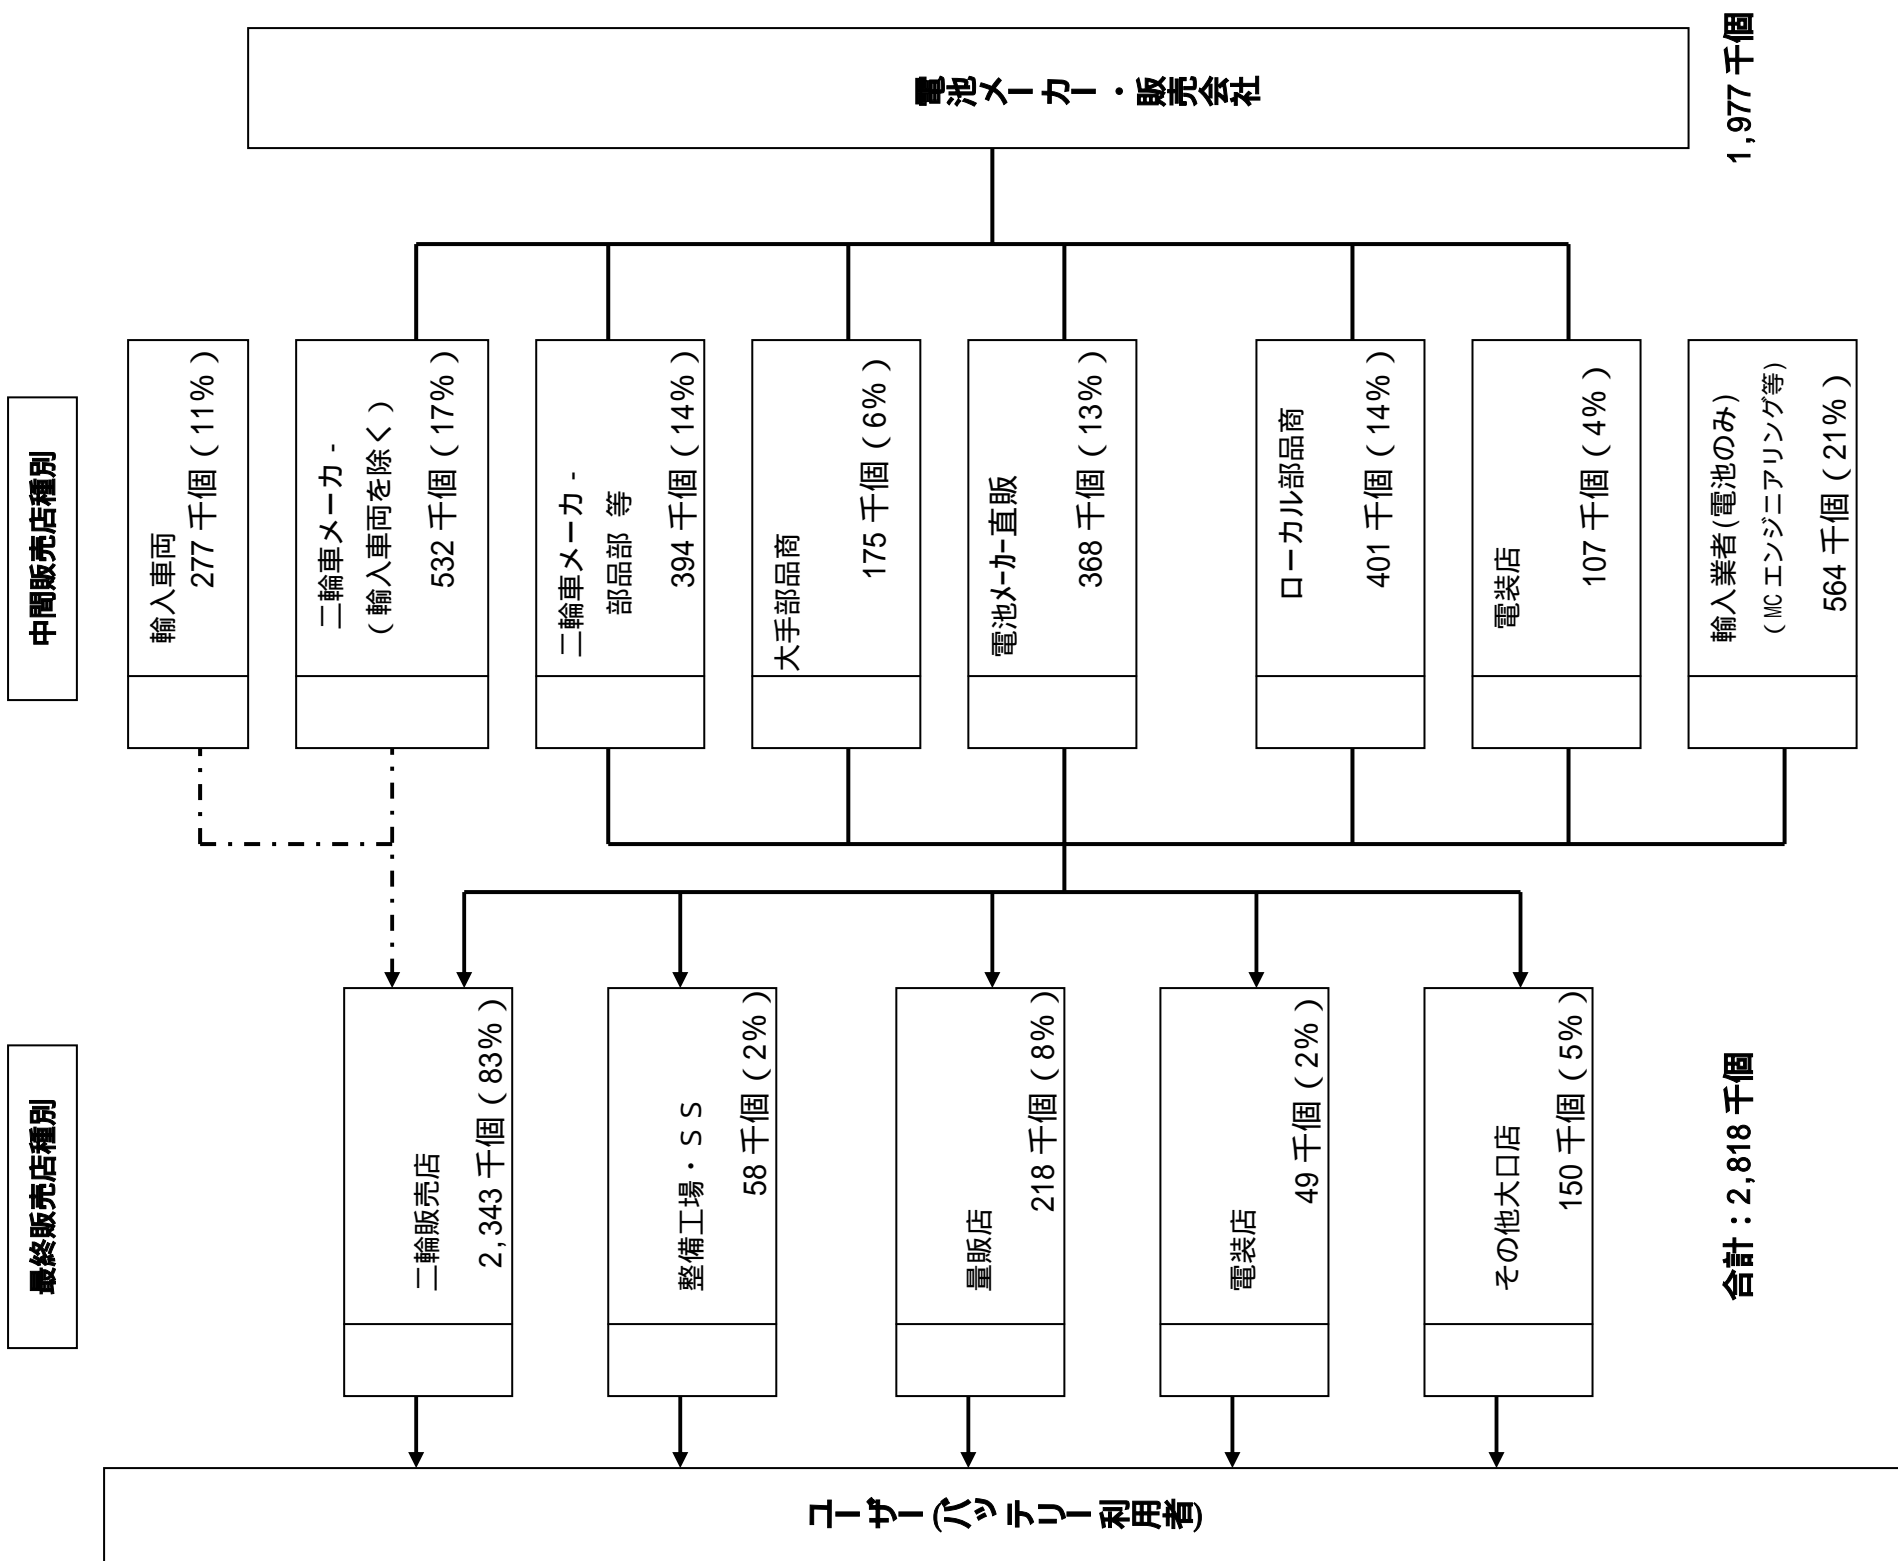 電池メーカー・販売会社
1,977 千個
中間販売店種別
輸入車両
277 千個（11%）
二輪車メーカ-
（輸入車両を除く）
532 千個（17%）
二輪車メーカ-
部品部 等
394 千個（14%）
大手部品商
175 千個（6%）
電池メーカー直販
368 千個（13%）
ローカル部品商
401 千個（14%）
電装店
107 千個（4%）
輸入業者(電池のみ)
（MC エンジニアリング等)
564 千個（21%）
最終販売店種別
二輪販売店
2,343 千個（83%）
整備工場・ＳＳ
58 千個（2%）
量販店
218 千個（8%）
電装店
49 千個（2%）
その他大口店
150 千個（5%）
合計：2,818 千個
ユーザー(バッテリー利用者)